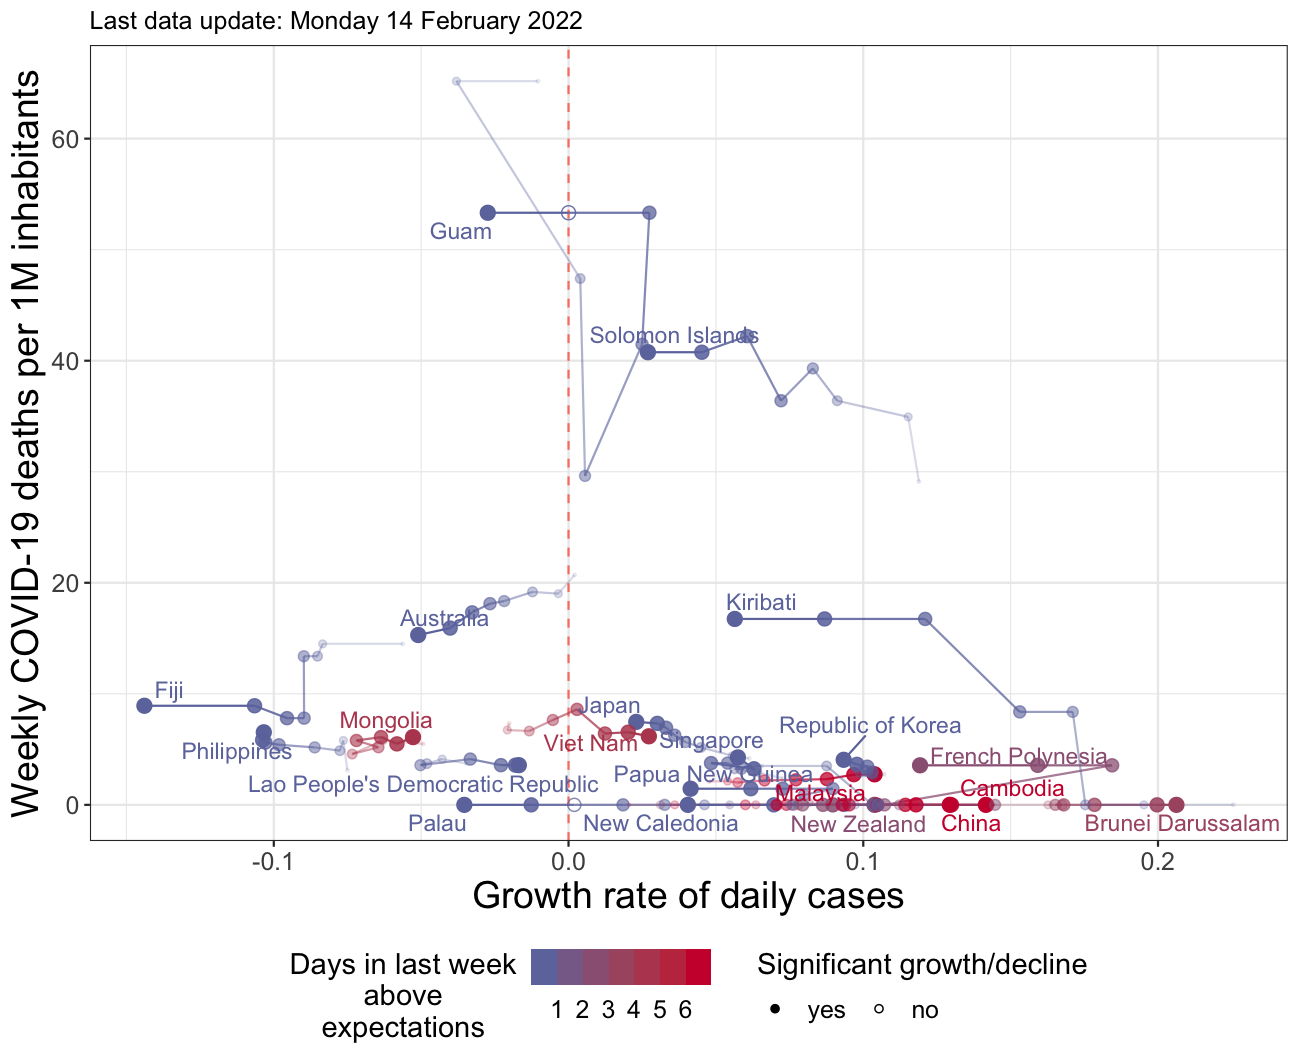 Last data update: Monday 14 February 2022
Weekly COVID-19 deaths per 1M inhabitants
60
40
20
0
Guam
Solomon Islands
Australia
Kiribati
Fiji
Mongolia
Japan
Republic of Korea
Philippines
Viet Nam
Singapore
French Polynesia
Lao People's Democratic Republic
Papua New Guinea
Malaysia
Cambodia
Palau
New Caledonia
New Zealand
China
Brunei Darussalam
-0.1
0.0
0.1
0.2
Growth rate of daily cases
Days in last week
above
expectations
1 2 3 4 5 6
Significant growth/decline
yes
no